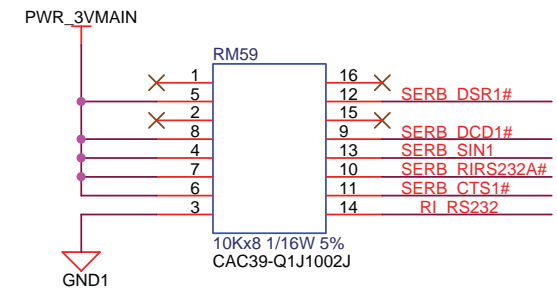 PWR_3VMAIN
RM59
1 16
5 12 SERB_DSR1#
2 15
8 9 SERB_DCD1#
4 13 SERB_SIN1
7 10 SERB_RIRS232A#
6 11 SERB_CTS1#
3 14 RI_RS232
10Kx8 1/16W 5%
CAC39-Q1J1002J
GND1